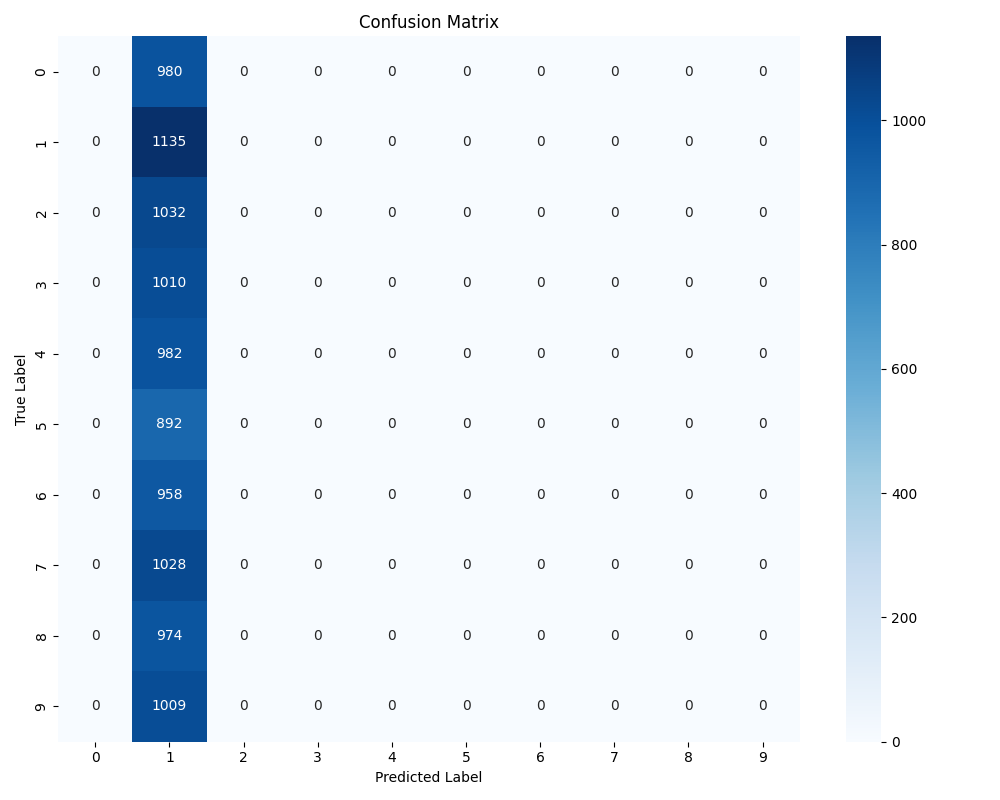 Confusion Matrix
0 0 980 0 0 0 0 0 0 0 0
1 0 1135 0 0 0 0 0 0 0 0
2 0 1032 0 0 0 0 0 0 0 0
3 0 1010 0 0 0 0 0 0 0 0
4 0 982 0 0 0 0 0 0 0 0
5 0 892 0 0 0 0 0 0 0 0
6 0 958 0 0 0 0 0 0 0 0
7 0 1028 0 0 0 0 0 0 0 0
8 0 974 0 0 0 0 0 0 0 0
9 0 1009 0 0 0 0 0 0 0 0
0 1 2 3 4 5 6 7 8 9
Predicted Label
True Label
1000
800
600
400
200
0